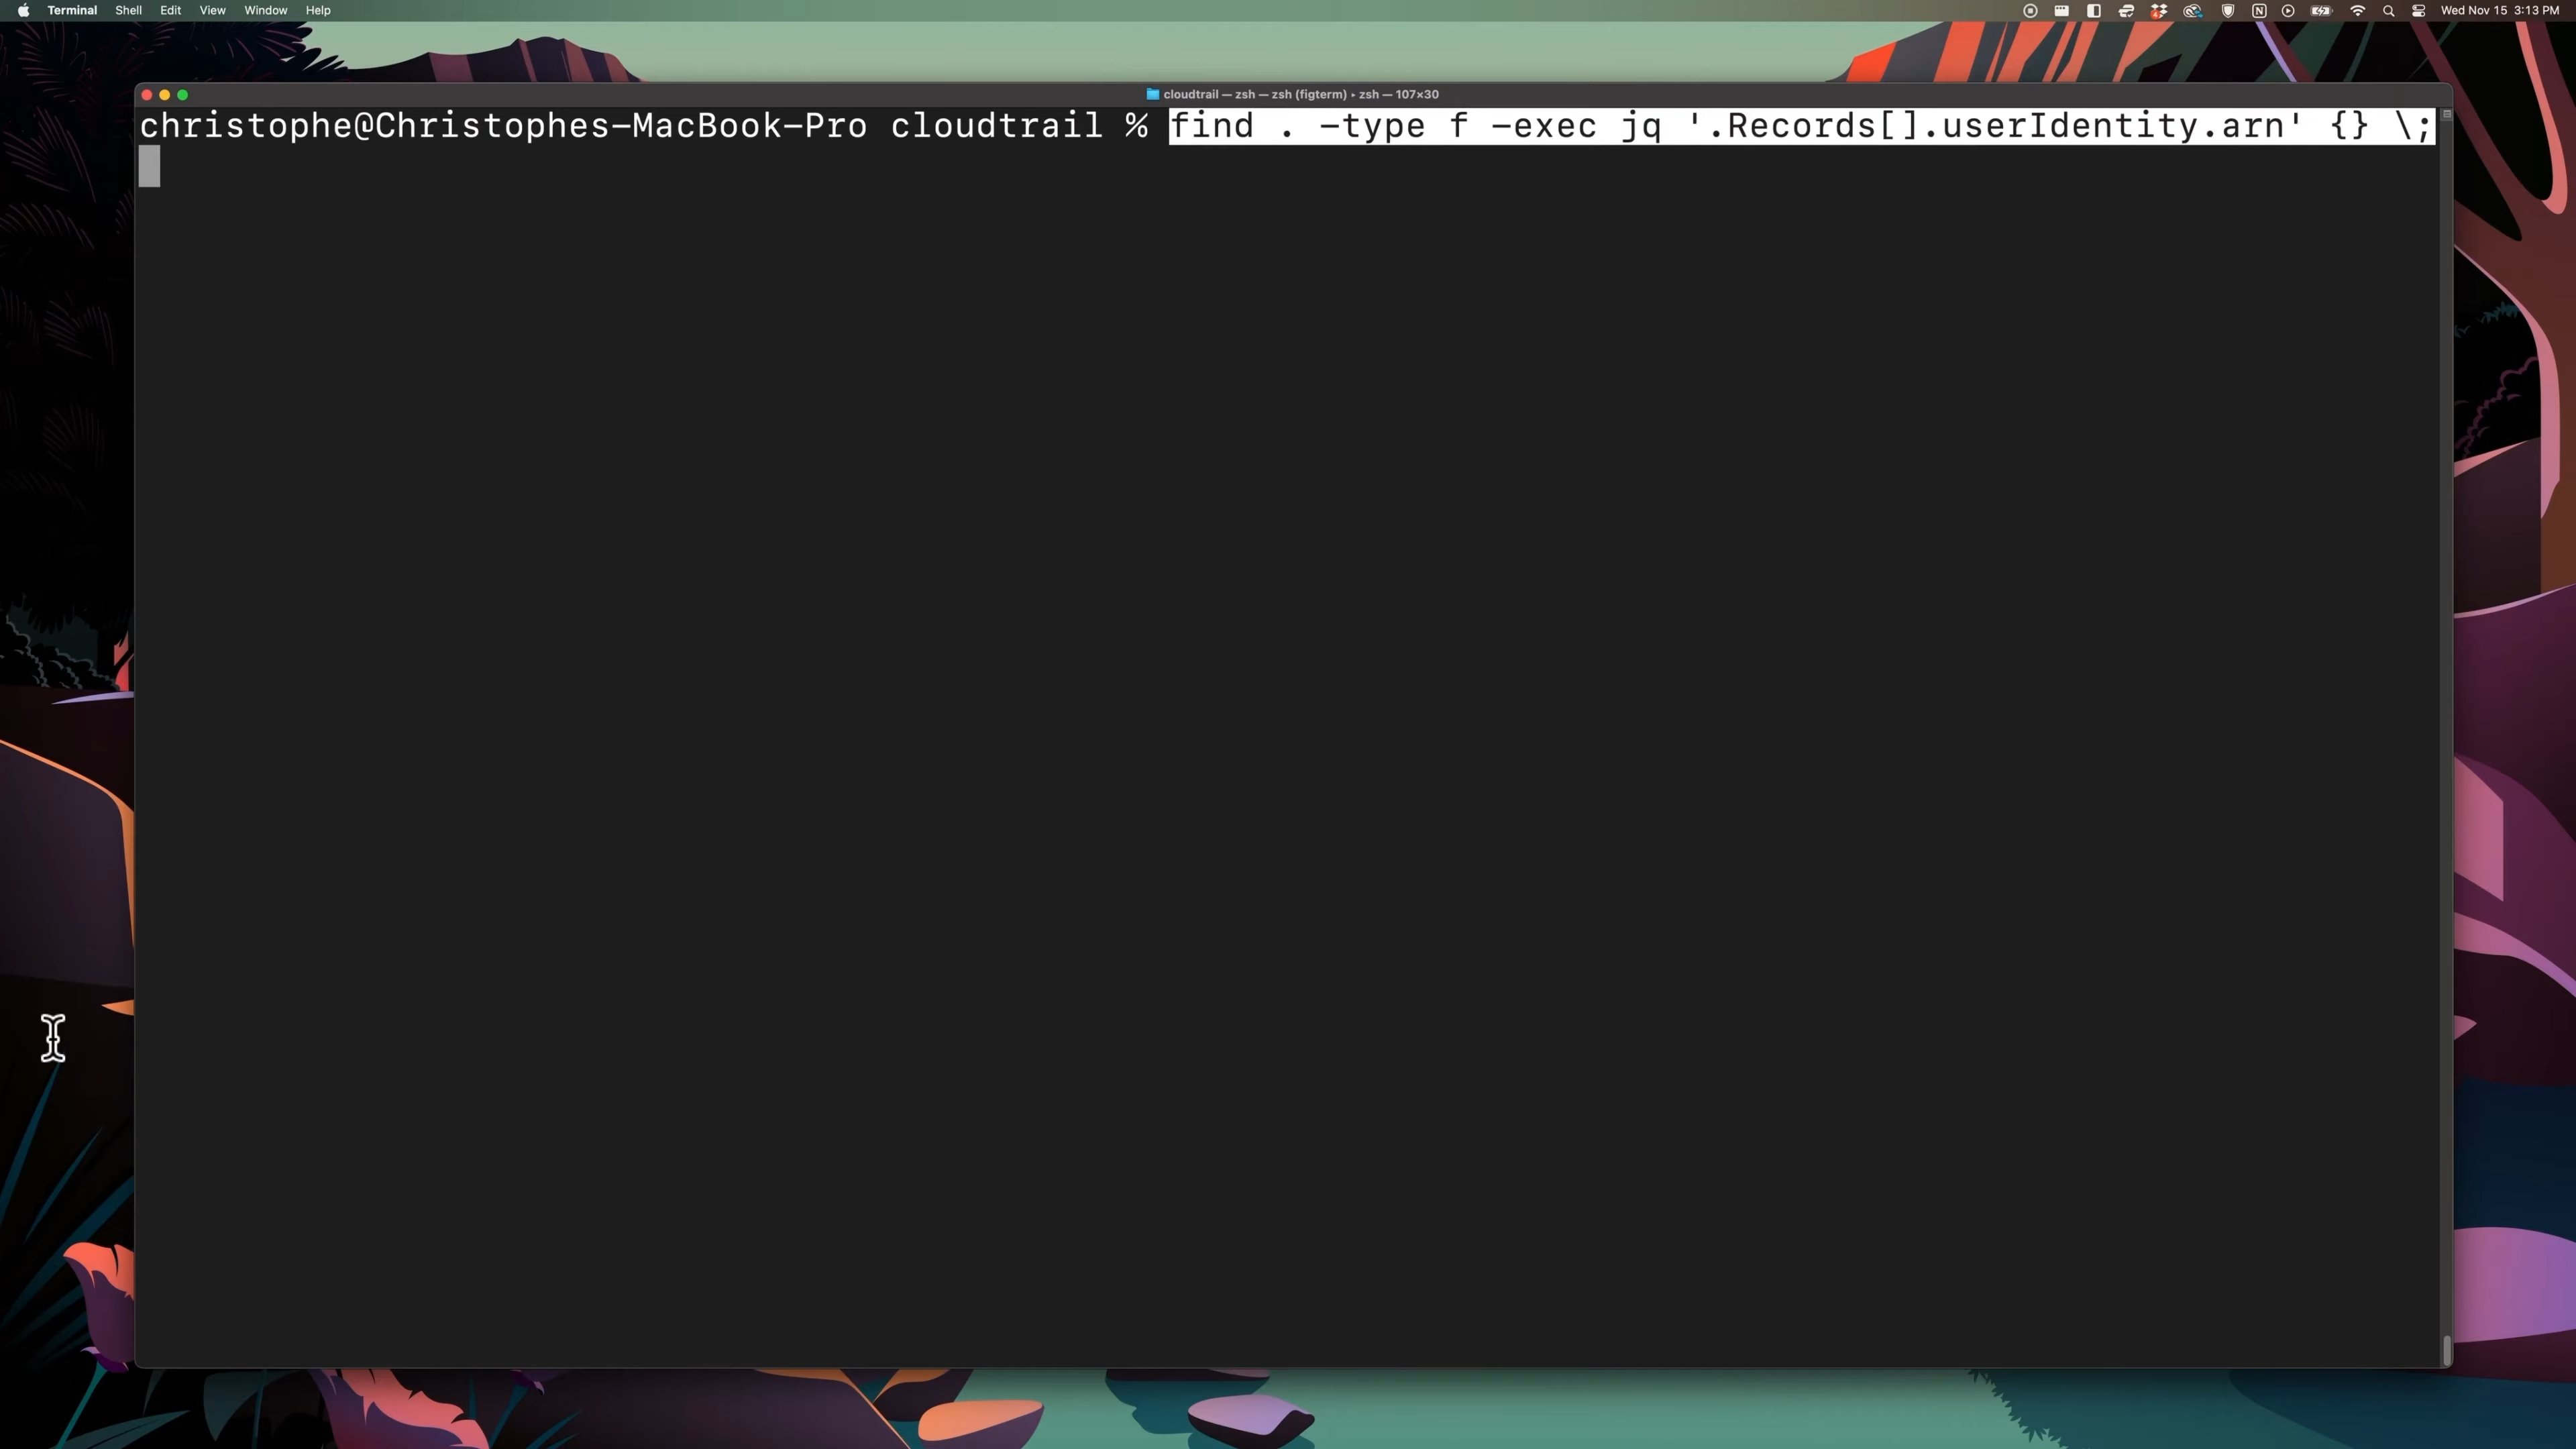 Terminal Shell Edit View Window Help Wed Nov 15 3:13 PM
cloudtrail — zsh — zsh (figterm) ▸ zsh — 107×30
christophe@Christophes-MacBook-Pro cloudtrail % find . -type f -exec jq '.Records[].userIdentity.arn' {} \;